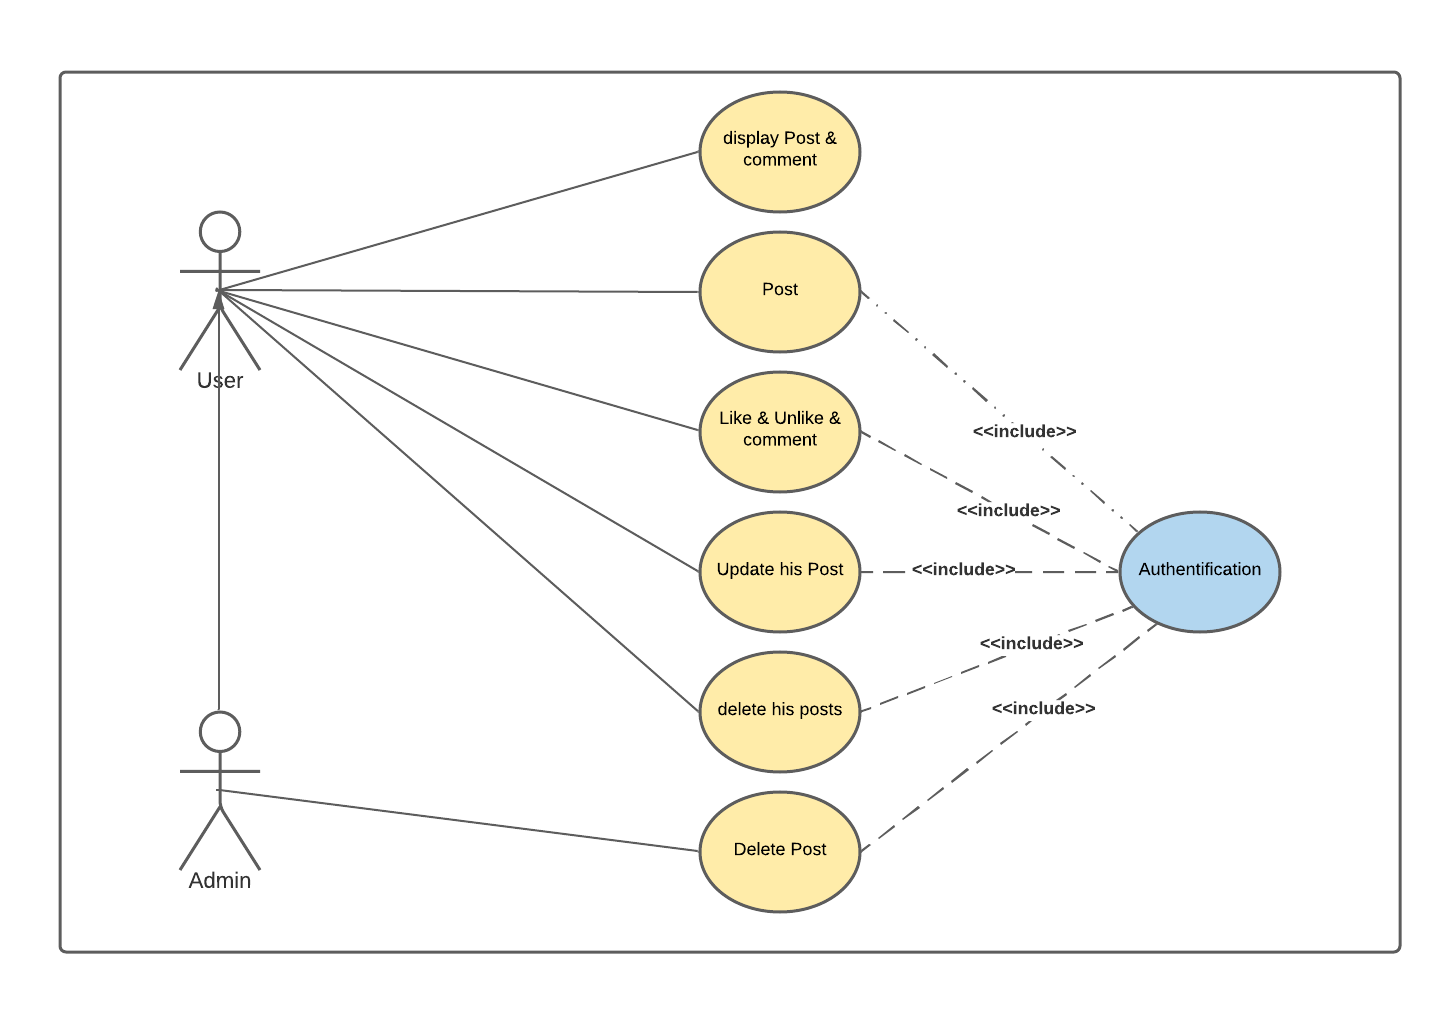 display Post &
comment
Post
User
Like & Unlike &
comment
<<include>>
<<include>>
Update his Post
<<include>>
Authentification
<<include>>
delete his posts
<<include>>
Delete Post
Admin